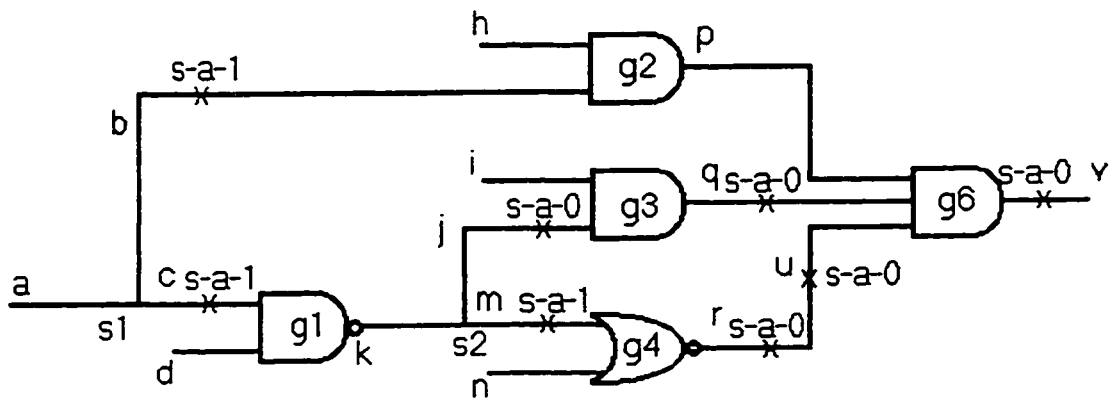 h
p
g2
s-a-1
b
i
q s-a-0
g3
s-a-0
j
s-a-0 v
g6
u s-a-0
a
c s-a-1
s1
g1
k
d
m s-a-1
s2
g4
n
r s-a-0